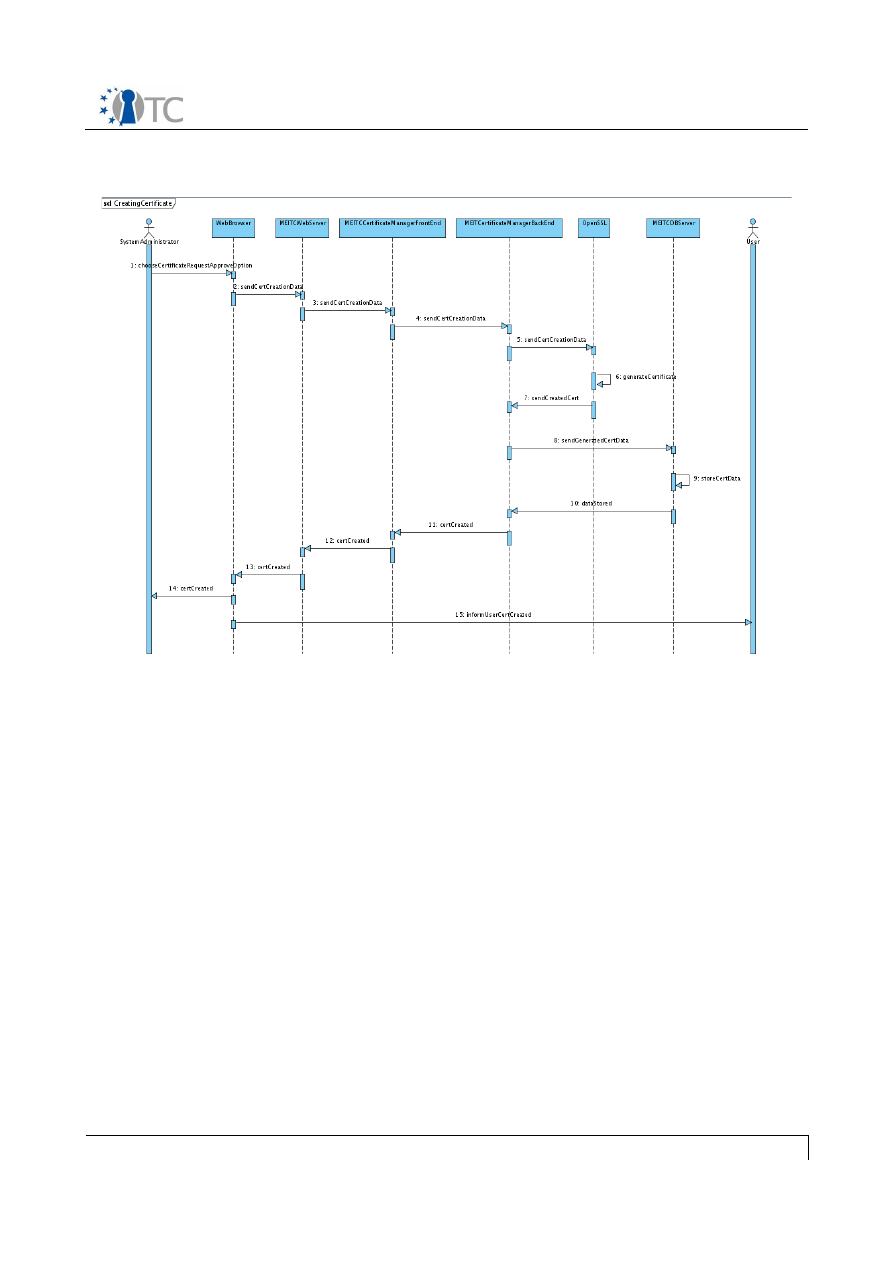 TC
sd CreatingCertificate
WebBrowser
MEITCWebServer
MEITCCertificateManagerFrontEnd
MEITCertificateManagerBackEnd
OpenSSL
MEITCDBServer
SystemAdministrator
User
1: chooseCertificateRequestApproveOption
2: sendCertCreationData
3: sendCertCreationData
4: sendCertCreationData
5: sendCertCreationData
6: generateCertificate
7: sendCreatedCert
8: sendGeneratedCertData
9: storeCertData
10: dataStored
11: certCreated
12: certCreated
13: certCreated
14: certCreated
15: informUserCertCreated